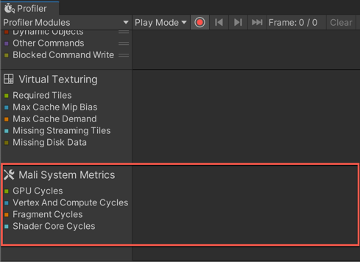 Profiler
Profiler Modules Play Mode Frame: 0 / 0 Clear
Dynamic Objects
Other Commands
Blocked Command Write
Virtual Texturing
Required Tiles
Max Cache Mip Bias
Max Cache Demand
Missing Streaming Tiles
Missing Disk Data
Mali System Metrics
GPU Cycles
Vertex And Compute Cycles
Fragment Cycles
Shader Core Cycles